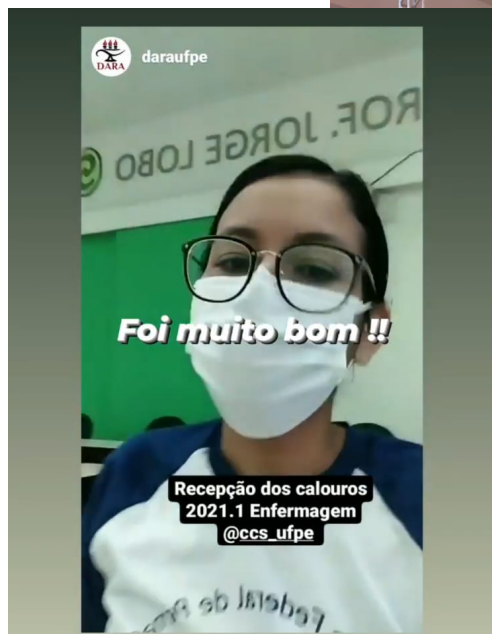 DARA
daraufpe
ROF. JORGE LOBO
Foi muito bom !!
Recepção dos calouros
2021.1 Enfermagem
@ccs_ufpe
Federal de